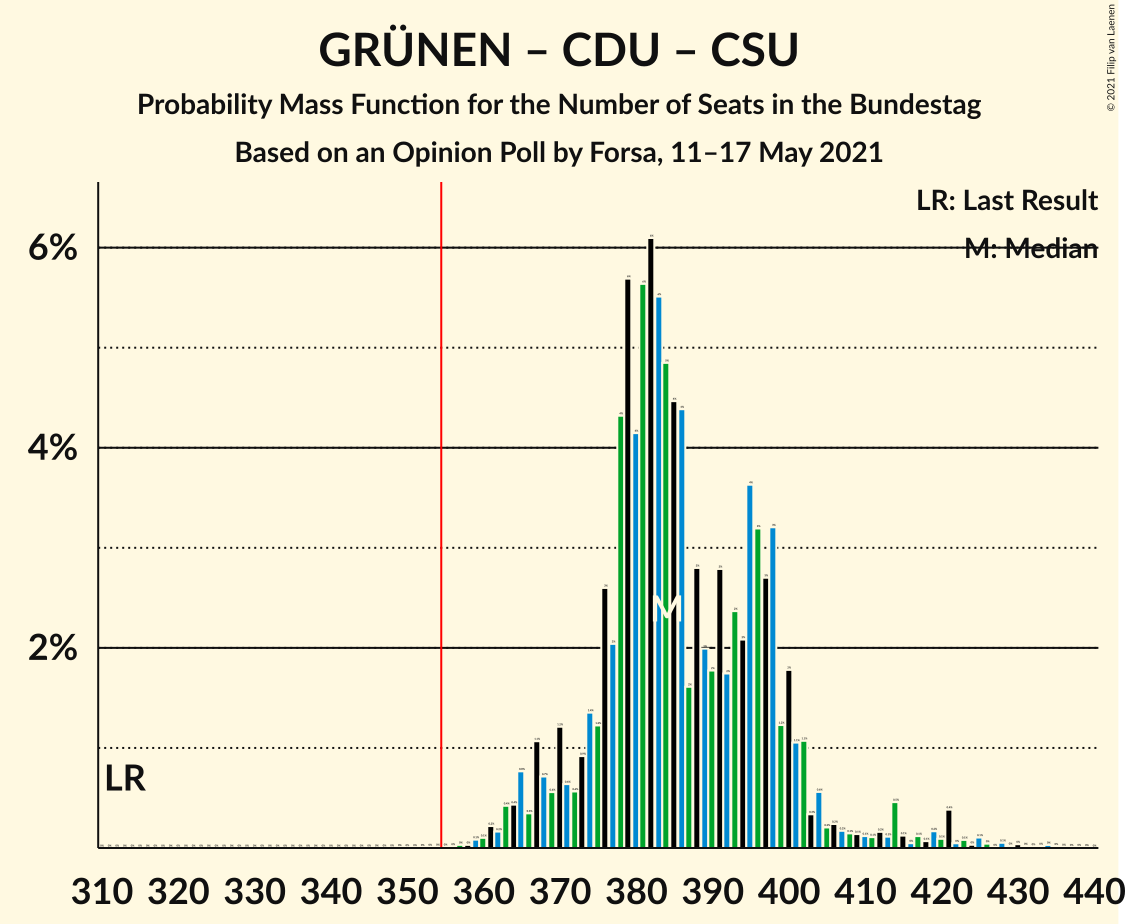 GRÜNEN – CDU – CSU
Probability Mass Function for the Number of Seats in the Bundestag
Based on an Opinion Poll by Forsa, 11–17 May 2021
© 2021 Filip van Laenen
LR: Last Result
M: Median
6%
4%
2%
M
LR
310 320 330 340 350 360 370 380 390 400 410 420 430 440